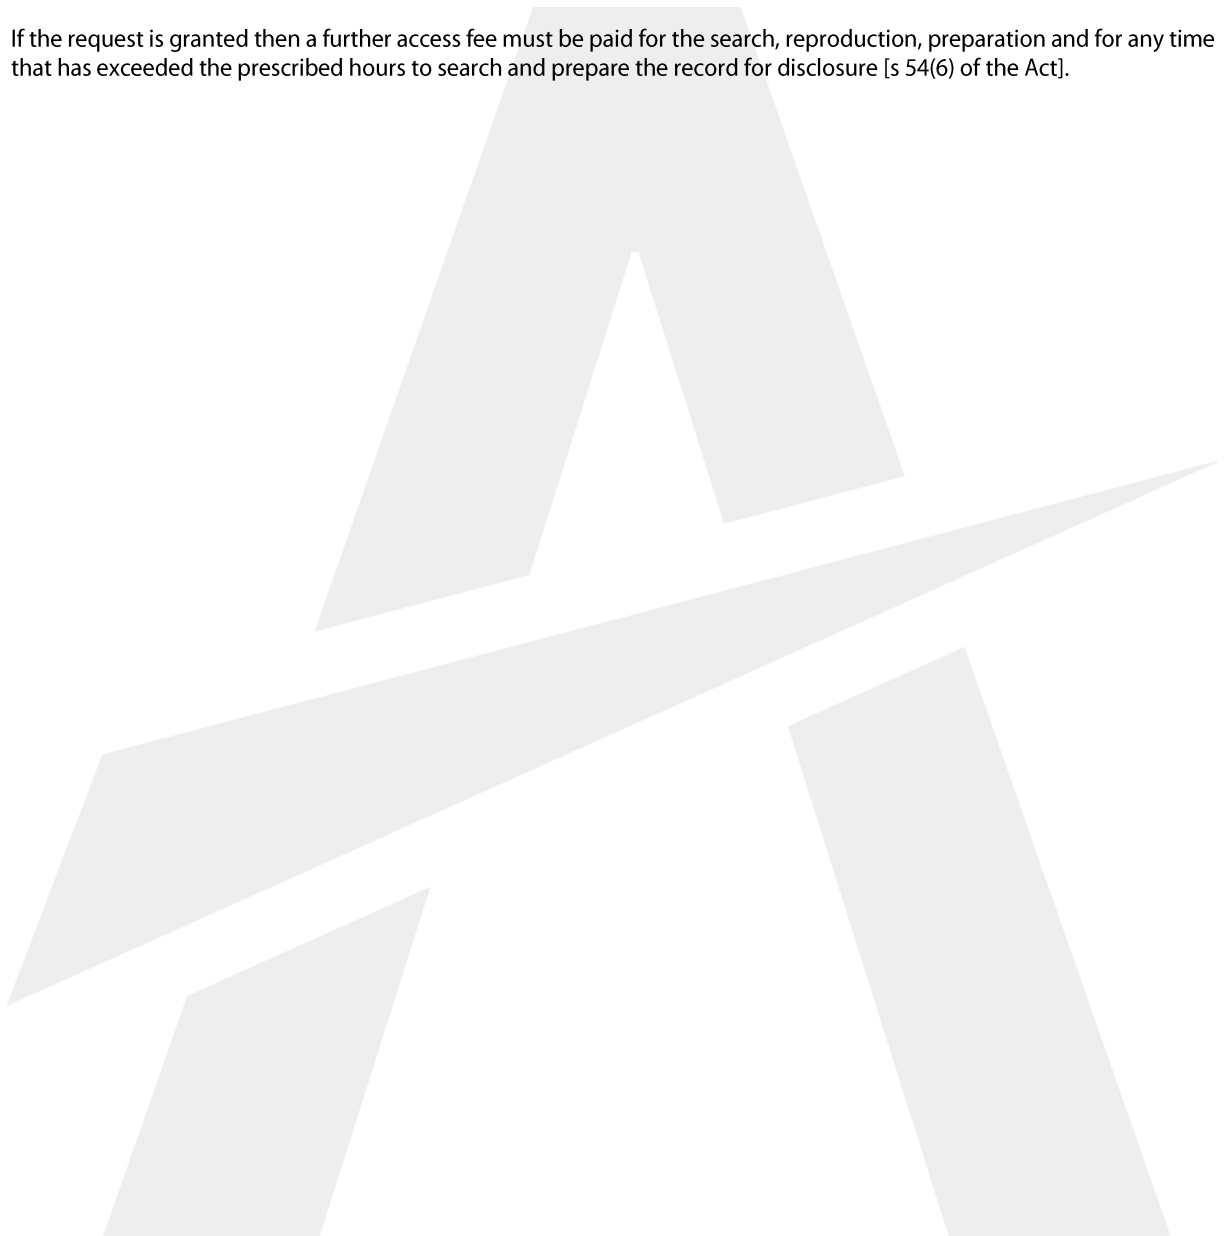 If the request is granted then a further access fee must be paid for the search, reproduction, preparation and for any time
that has exceeded the prescribed hours to search and prepare the record for disclosure [s 54(6) of the Act].